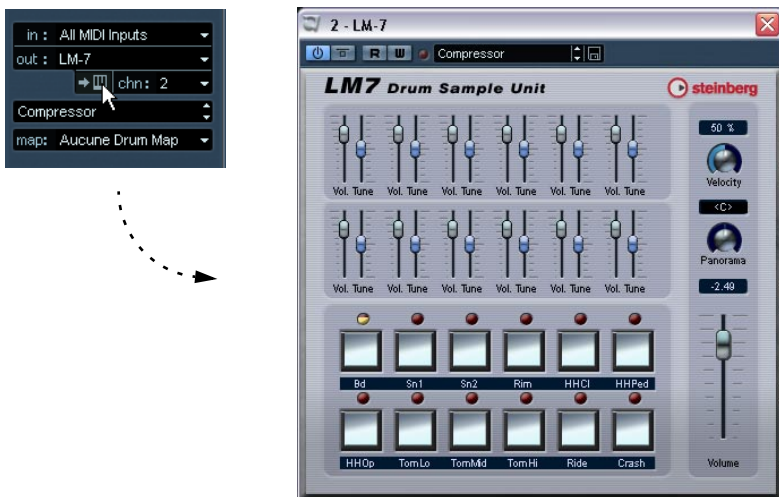 in : All MIDI Inputs
out : LM-7
chn: 2
Compressor
map: Aucune Drum Map
2 - LM-7
R W Compressor
LM7 Drum Sample Unit
steinberg
50 %
Velocity
<C>
Panorama
-2.49
Vol. Tune Vol. Tune Vol. Tune Vol. Tune Vol. Tune Vol. Tune
Vol. Tune Vol. Tune Vol. Tune Vol. Tune Vol. Tune Vol. Tune
Bd Sn1 Sn2 Rim HHCl HHPed
HHOp TomLo TomMid TomHi Ride Crash
Volume